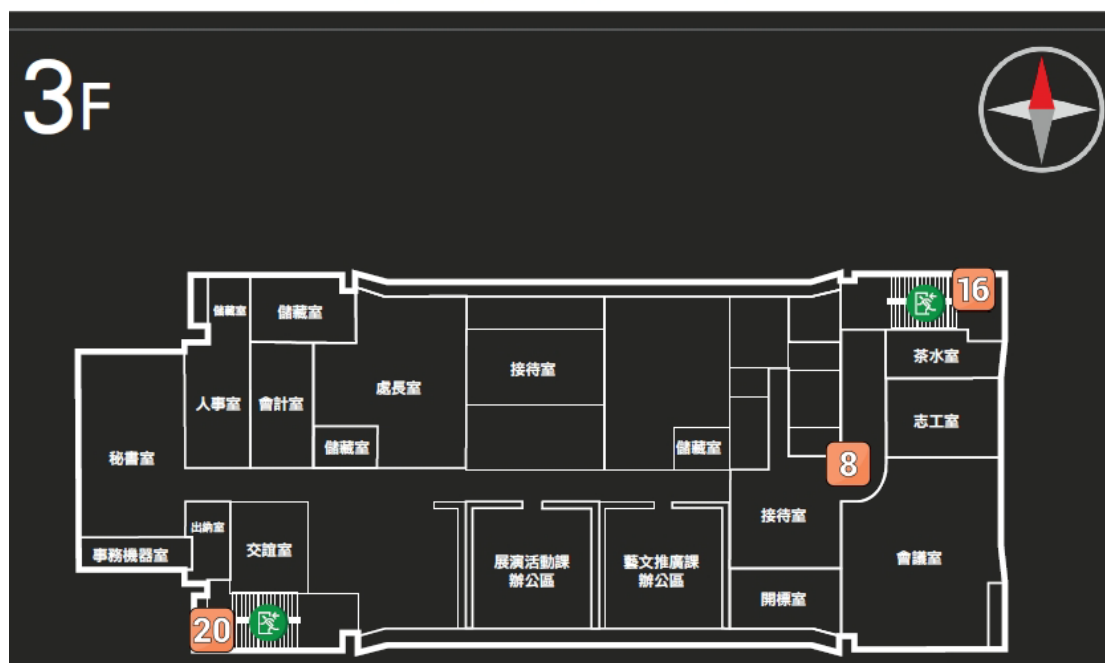 3F
16
儲藏室
儲藏室
茶水室
接待室
處長室
人事室
會計室
志工室
儲藏室
儲藏室
秘書室
8
接待室
出納室
交誼室
事務機器室
展演活動課
辦公區
藝文推廣課
辦公區
會議室
開標室
20